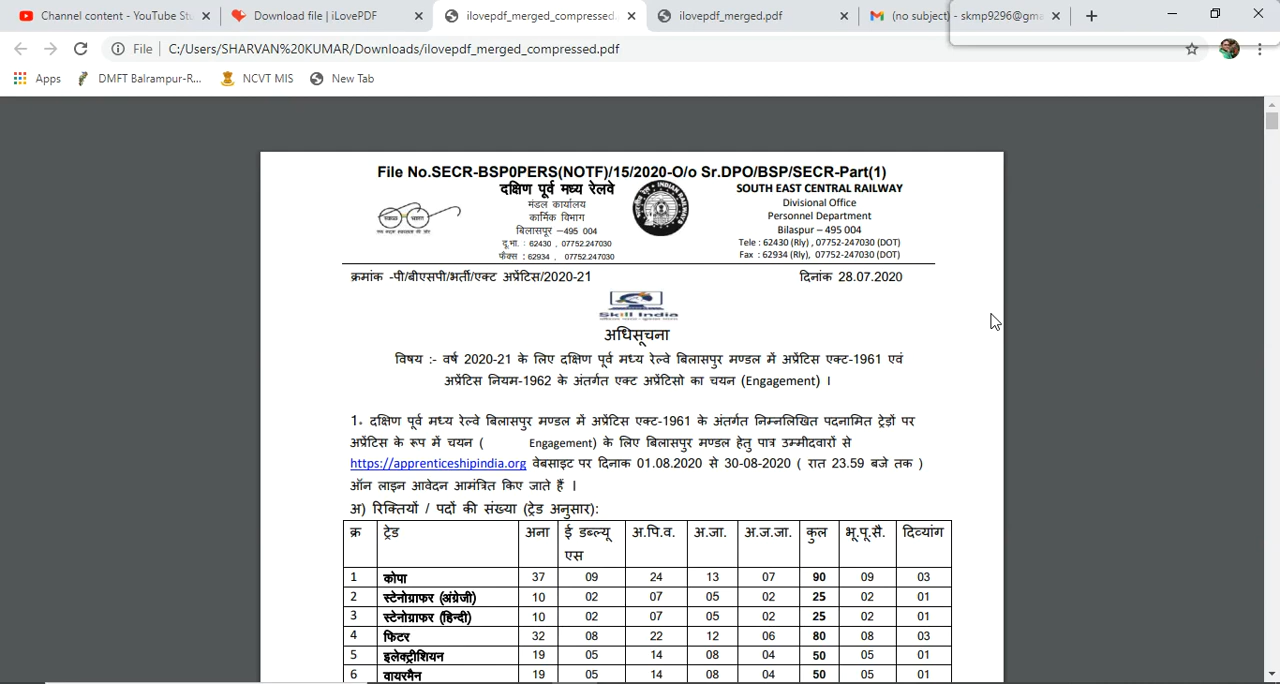 Channel content - YouTube Stu
Download file | iLovePDF
ilovepdf_merged_compressed.
ilovepdf_merged.pdf
(no subject) - skmp9296@gma
File
C:/Users/SHARVAN%20KUMAR/Downloads/ilovepdf_merged_compressed.pdf
Apps
DMFT Balrampur-R...
NCVT MIS
New Tab
File No.SECR-BSP0PERS(NOTF)/15/2020-O/o Sr.DPO/BSP/SECR-Part(1)
दक्षिण पूर्व मध्य रेलवे
मंडल कार्यालय
कार्मिक विभाग
बिलासपूर –495 004
दू.भा. : 62430 , 07752.247030
फैक्स : 62934 , 07752.247030
SOUTH EAST CENTRAL RAILWAY
Divisional Office
Personnel Department
Bilaspur – 495 004
Tele : 62430 (Rly) , 07752-247030 (DOT)
Fax : 62934 (Rly), 07752-247030 (DOT)
क्रमांक -पी/बीएसपी/भर्ती/एक्ट अप्रेंटिस/2020-21
दिनांक 28.07.2020
Skill India
अधिसूचना
विषय :- वर्ष 2020-21 के लिए दक्षिण पूर्व मध्य रेल्वे बिलासपुर मण्डल में अप्रेंटिस एक्ट-1961 एवं
अप्रेंटिस नियम-1962 के अंतर्गत एक्ट अप्रेंटिसो का चयन (Engagement) ।
1. दक्षिण पूर्व मध्य रेल्वे बिलासपुर मण्डल में अप्रेंटिस एक्ट-1961 के अंतर्गत निम्नलिखित पदनामित ट्रेडों पर
अप्रेंटिस के रूप में चयन ( Engagement) के लिए बिलासपुर मण्डल हेतु पात्र उम्मीदवारों से
https://apprenticeshipindia.org वेबसाइट पर दिनाक 01.08.2020 से 30-08-2020 ( रात 23.59 बजे तक )
ऑन लाइन आवेदन आमंत्रित किए जाते हैं ।
अ) रिक्तियों / पदों की संख्या (ट्रेड अनुसार):
क्र ट्रेड अना ई डब्ल्यू एस अ.पि.व. अ.जा. अ.ज.जा. कुल भू.पू.सै. दिव्यांग
1 कोपा 37 09 24 13 07 90 09 03
2 स्टेनोग्राफर (अंग्रेजी) 10 02 07 05 02 25 02 01
3 स्टेनोग्राफर (हिन्दी) 10 02 07 05 02 25 02 01
4 फिटर 32 08 22 12 06 80 08 03
5 इलेक्ट्रीशियन 19 05 14 08 04 50 05 01
6 वायरमैन 19 05 14 08 04 50 05 01